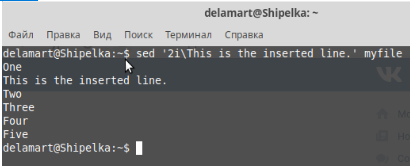 delamart@Shipelka: ~
Файл Правка Вид Поиск Терминал Справка
delamart@Shipelka:~$ sed '2i\This is the inserted line.' myfile
One
This is the inserted line.
Two
Three
Four
Five
delamart@Shipelka:~$